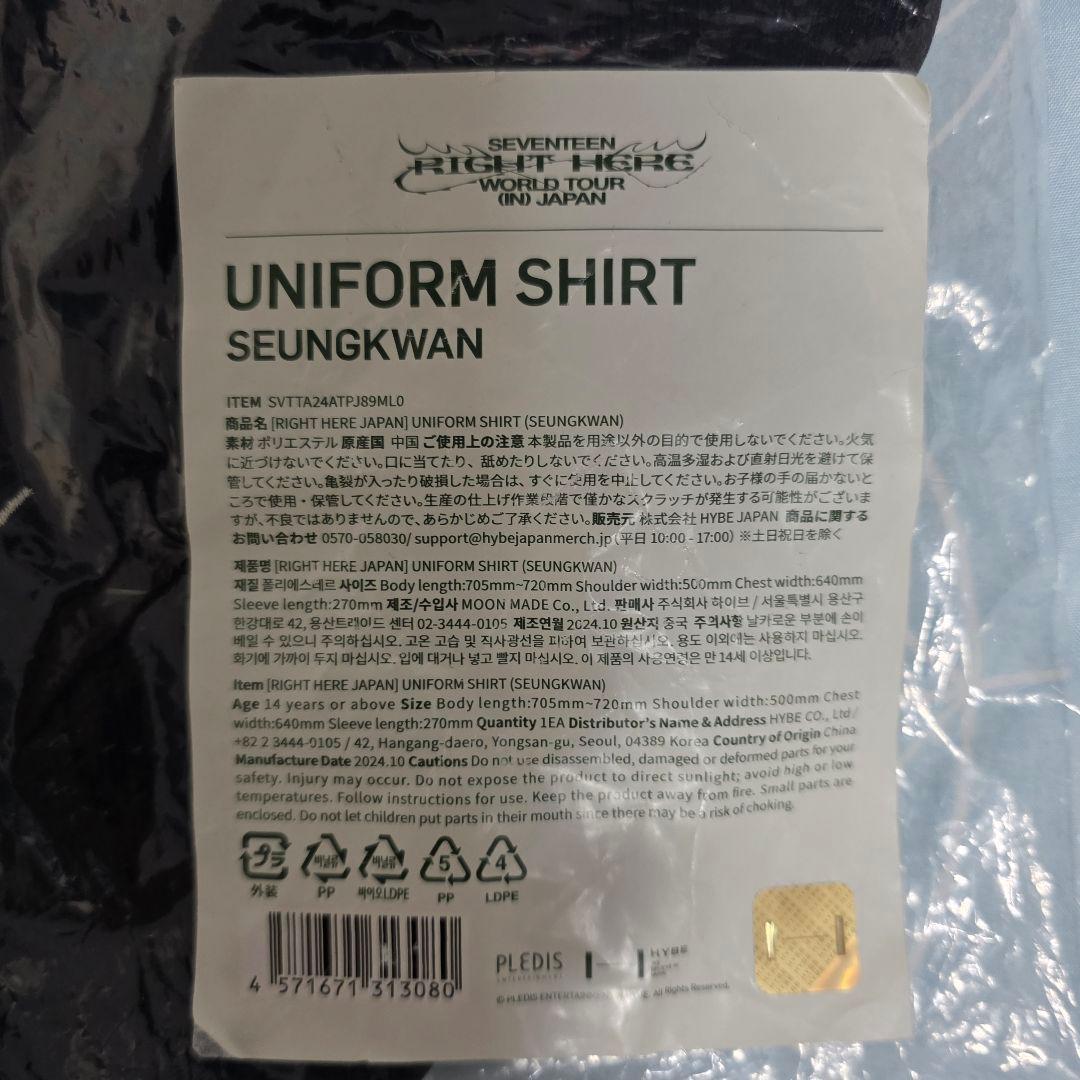 SEVENTEEN
RIGHT HERE
WORLD TOUR
(IN) JAPAN
UNIFORM SHIRT
SEUNGKWAN
ITEM SVTTA24ATPJ89ML0
商品名 [RIGHT HERE JAPAN] UNIFORM SHIRT (SEUNGKWAN)
素材 ポリエステル 原産国 中国 ご使用上の注意 本製品を用途以外の目的で使用しないでください。火気
に近づけないでください。口に当てたり、舐めたりしないでください。高温多湿および直射日光を避けて保
管してください。亀裂が入ったり破損した場合は、すぐに使用を中止してください。お子様の手の届かないと
ころで使用・保管してください。生産の仕上げ作業段階で僅かなスクラッチが発生する可能性がございま
すが、不良ではありませんので、あらかじめご了承ください。販売元 株式会社 HYBE JAPAN 商品に関する
お問い合わせ 0570-058030/ support@hybejapanmerch.jp (平日 10:00 - 17:00) ※土日祝日を除く
제품명 [RIGHT HERE JAPAN] UNIFORM SHIRT (SEUNGKWAN)
재질 폴리에스테르 사이즈 Body length:705mm~720mm Shoulder width:500mm Chest width:640mm
Sleeve length:270mm 제조/수입사 MOON MADE Co., Ltd. 판매사 주식회사 하이브 / 서울특별시 용산구
한강대로 42, 용산트레이드 센터 02-3444-0105 제조연월 2024.10 원산지 중국 주의사항 날카로운 부분에 손이
베일 수 있으니 주의하십시오. 고온 고습 및 직사광선을 피하여 보관하십시오. 용도 이외에는 사용하지 마십시오.
화기에 가까이 두지 마십시오. 입에 대거나 넣고 빨지 마십시오. 이 제품의 사용연령은 만 14세 이상입니다.
Item [RIGHT HERE JAPAN] UNIFORM SHIRT (SEUNGKWAN)
Age 14 years or above Size Body length:705mm~720mm Shoulder width:500mm Chest
width:640mm Sleeve length:270mm Quantity 1EA Distributor's Name & Address HYBE CO., Ltd /
+82 2 3444-0105 / 42, Hangang-daero, Yongsan-gu, Seoul, 04389 Korea Country of Origin China
Manufacture Date 2024.10 Cautions Do not use disassembled, damaged or deformed parts for your
safety. Injury may occur. Do not expose the product to direct sunlight; avoid high or low
temperatures. Follow instructions for use. Keep the product away from fire. Small parts are
enclosed. Do not let children put parts in their mouth since there may be a risk of choking.
プラ 비닐류 비닐류 5 4
外装 PP 바이오LDPE PP LDPE
4 571671 313080
PLEDIS HYBE
ENTERTAINMENT
© PLEDIS ENTERTAINMENT All Rights Reserved.